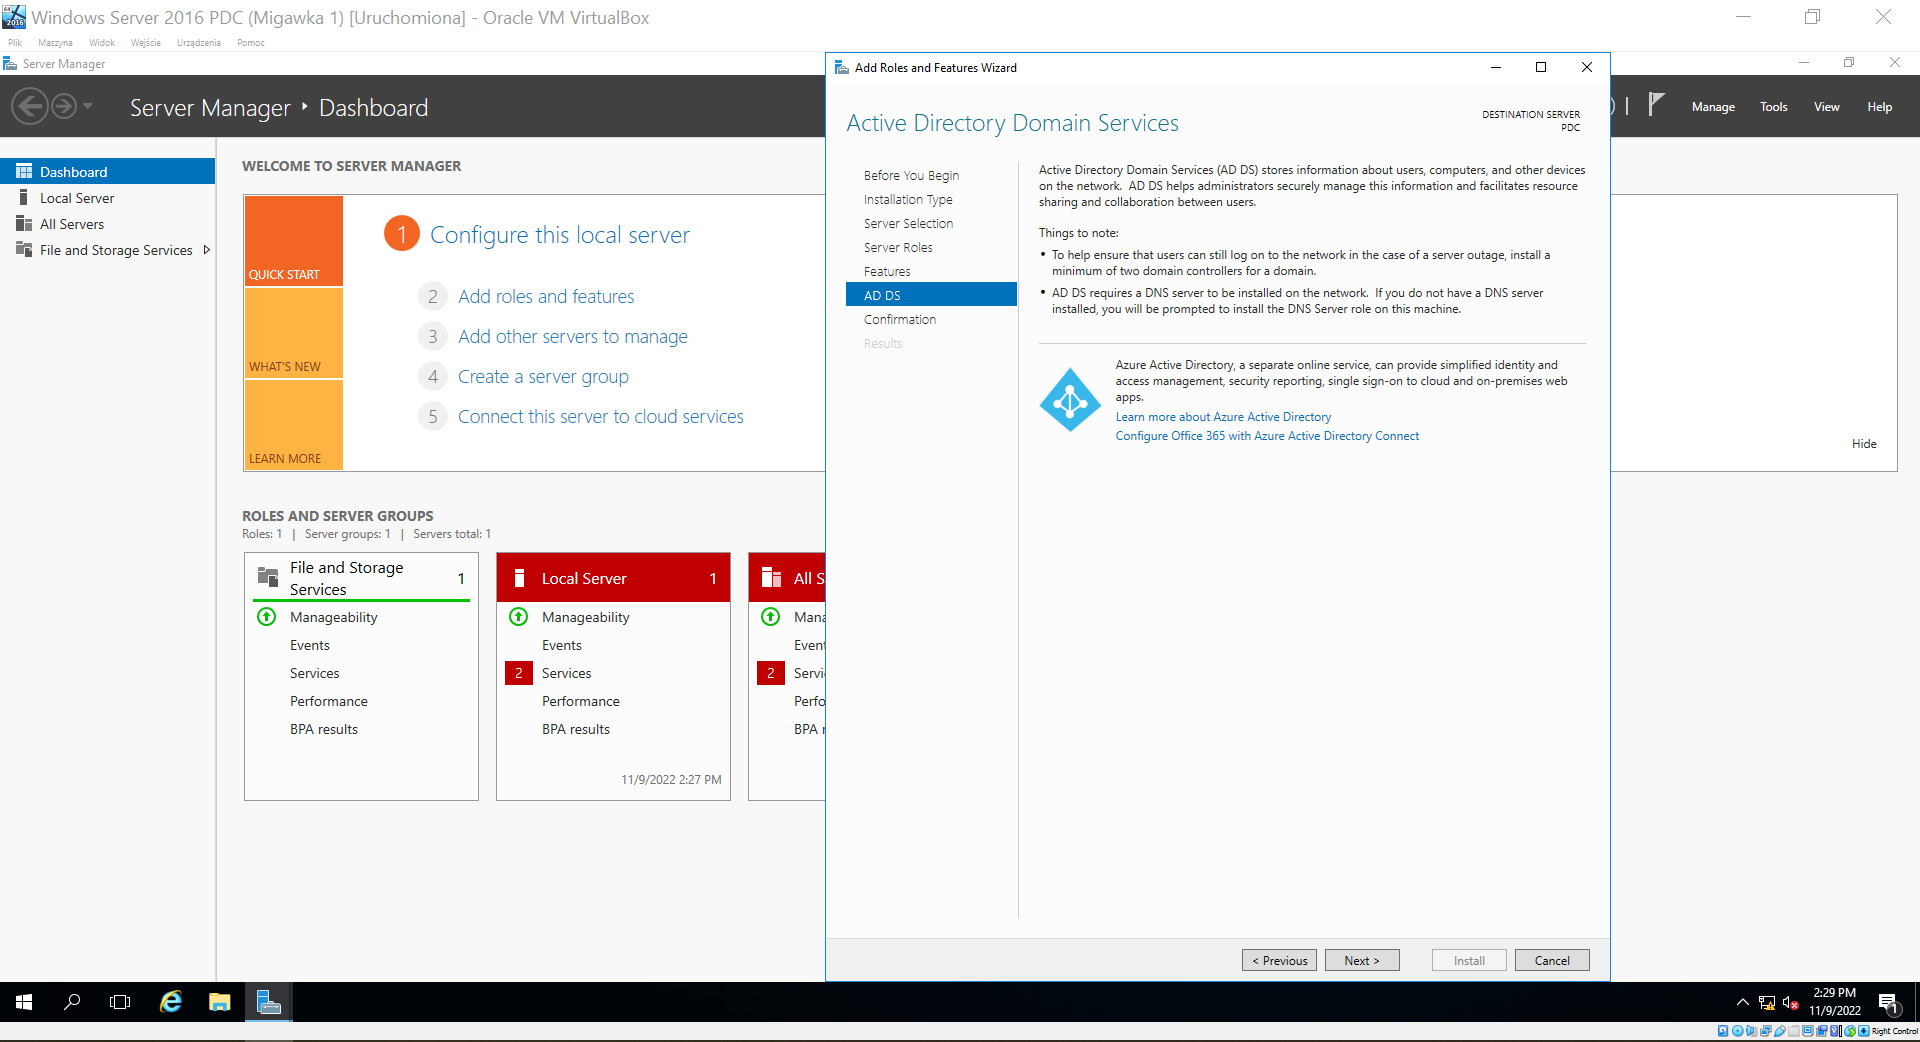 Windows Server 2016 PDC (Migawka 1) [Uruchomiona] - Oracle VM VirtualBox
Plik Maszyna Widok Wejście Urządzenia Pomoc
Server Manager
Server Manager ‣ Dashboard
Manage Tools View Help
Dashboard
Local Server
All Servers
File and Storage Services
WELCOME TO SERVER MANAGER
QUICK START
WHAT'S NEW
LEARN MORE
1 Configure this local server
2 Add roles and features
3 Add other servers to manage
4 Create a server group
5 Connect this server to cloud services
Hide
ROLES AND SERVER GROUPS
Roles: 1 | Server groups: 1 | Servers total: 1
File and Storage
Services
1
Manageability
Events
Services
Performance
BPA results
Local Server 1
Manageability
Events
2 Services
Performance
BPA results
11/9/2022 2:27 PM
All S
Mana
Event
2 Servi
Perfo
BPA r
Add Roles and Features Wizard
Active Directory Domain Services
DESTINATION SERVER
PDC
Before You Begin
Installation Type
Server Selection
Server Roles
Features
AD DS
Confirmation
Results
Active Directory Domain Services (AD DS) stores information about users, computers, and other devices
on the network. AD DS helps administrators securely manage this information and facilitates resource
sharing and collaboration between users.
Things to note:
• To help ensure that users can still log on to the network in the case of a server outage, install a
minimum of two domain controllers for a domain.
• AD DS requires a DNS server to be installed on the network. If you do not have a DNS server
installed, you will be prompted to install the DNS Server role on this machine.
Azure Active Directory, a separate online service, can provide simplified identity and
access management, security reporting, single sign-on to cloud and on-premises web
apps.
Learn more about Azure Active Directory
Configure Office 365 with Azure Active Directory Connect
< Previous Next > Install Cancel
2:29 PM
11/9/2022
1
Right Control